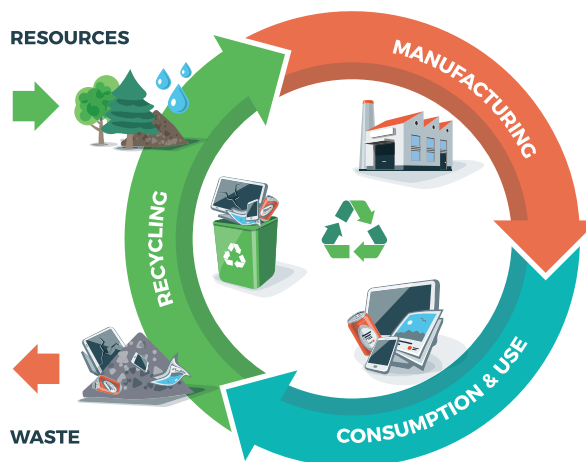 RESOURCES
MANUFACTURING
RECYCLING
CONSUMPTION & USE
WASTE